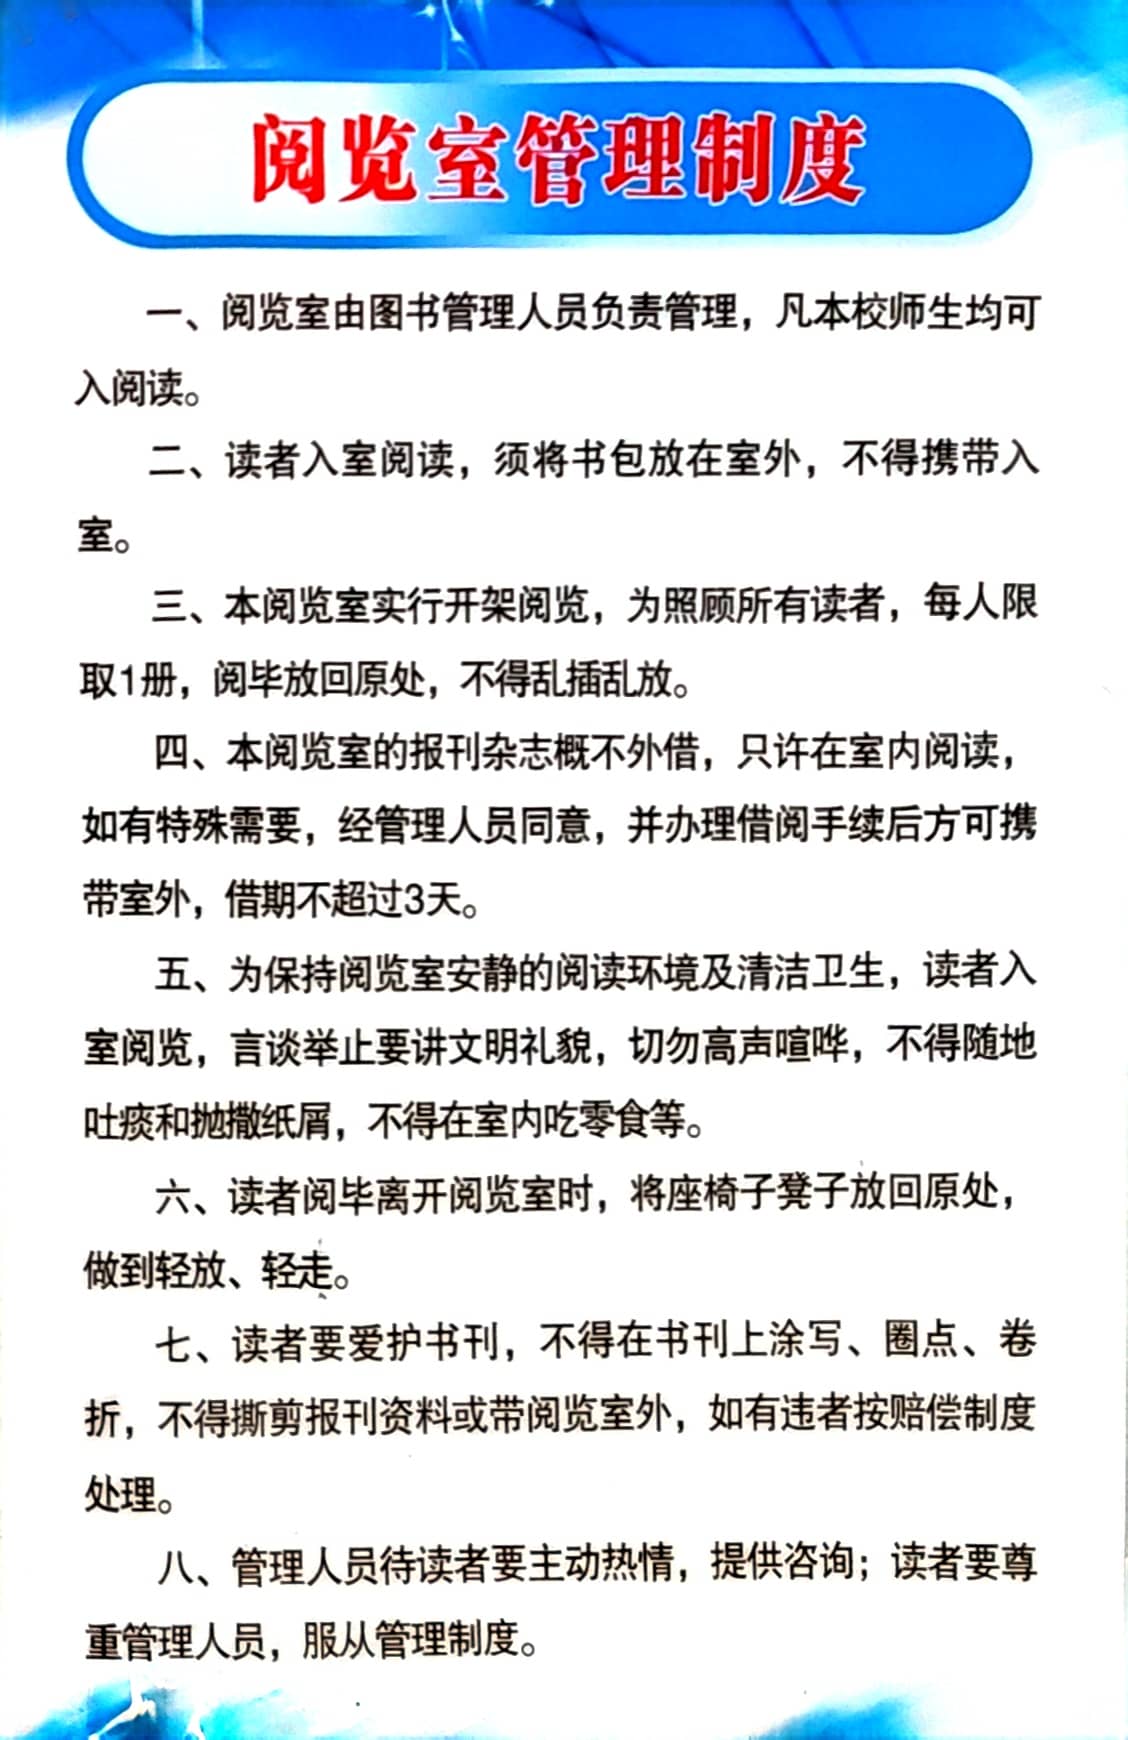 阅览室管理制度
一、阅览室由图书管理人员负责管理，凡本校师生均可
入阅读。
二、读者入室阅读，须将书包放在室外，不得携带入
室。
三、本阅览室实行开架阅览，为照顾所有读者，每人限
取1册，阅毕放回原处，不得乱插乱放。
四、本阅览室的报刊杂志概不外借，只许在室内阅读，
如有特殊需要，经管理人员同意，并办理借阅手续后方可携
带室外，借期不超过3天。
五、为保持阅览室安静的阅读环境及清洁卫生，读者入
室阅览，言谈举止要讲文明礼貌，切勿高声喧哗，不得随地
吐痰和抛撒纸屑，不得在室内吃零食等。
六、读者阅毕离开阅览室时，将座椅子凳子放回原处，
做到轻放、轻走。
七、读者要爱护书刊，不得在书刊上涂写、圈点、卷
折，不得撕剪报刊资料或带阅览室外，如有违者按赔偿制度
处理。
八、管理人员待读者要主动热情，提供咨询；读者要尊
重管理人员，服从管理制度。